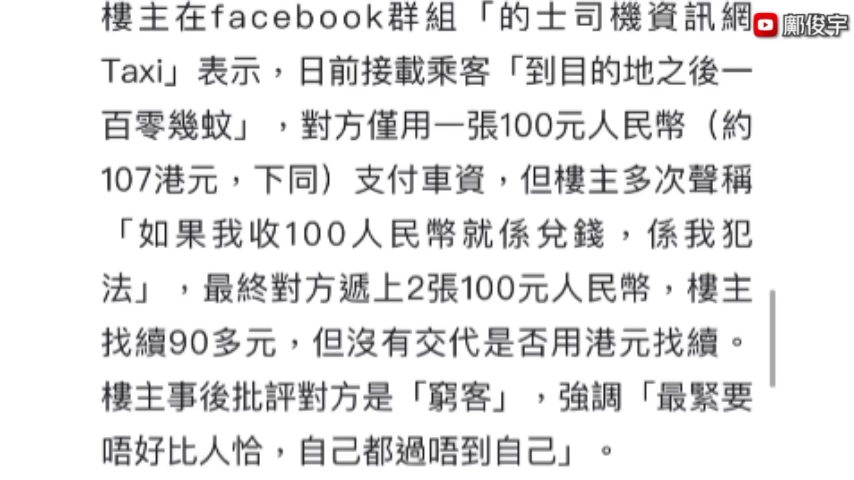 樓主在facebook群組「的士司機資訊網
鄺俊宇
Taxi」表示，日前接載乘客「到目的地之後一
百零幾蚊」，對方僅用一張100元人民幣（約
107港元，下同）支付車資，但樓主多次聲稱
「如果我收100人民幣就係兌錢，係我犯
法」，最終對方遞上2張100元人民幣，樓主
找續90多元，但沒有交代是否用港元找續。
樓主事後批評對方是「窮客」，強調「最緊要
唔好比人恰，自己都過唔到自己」。